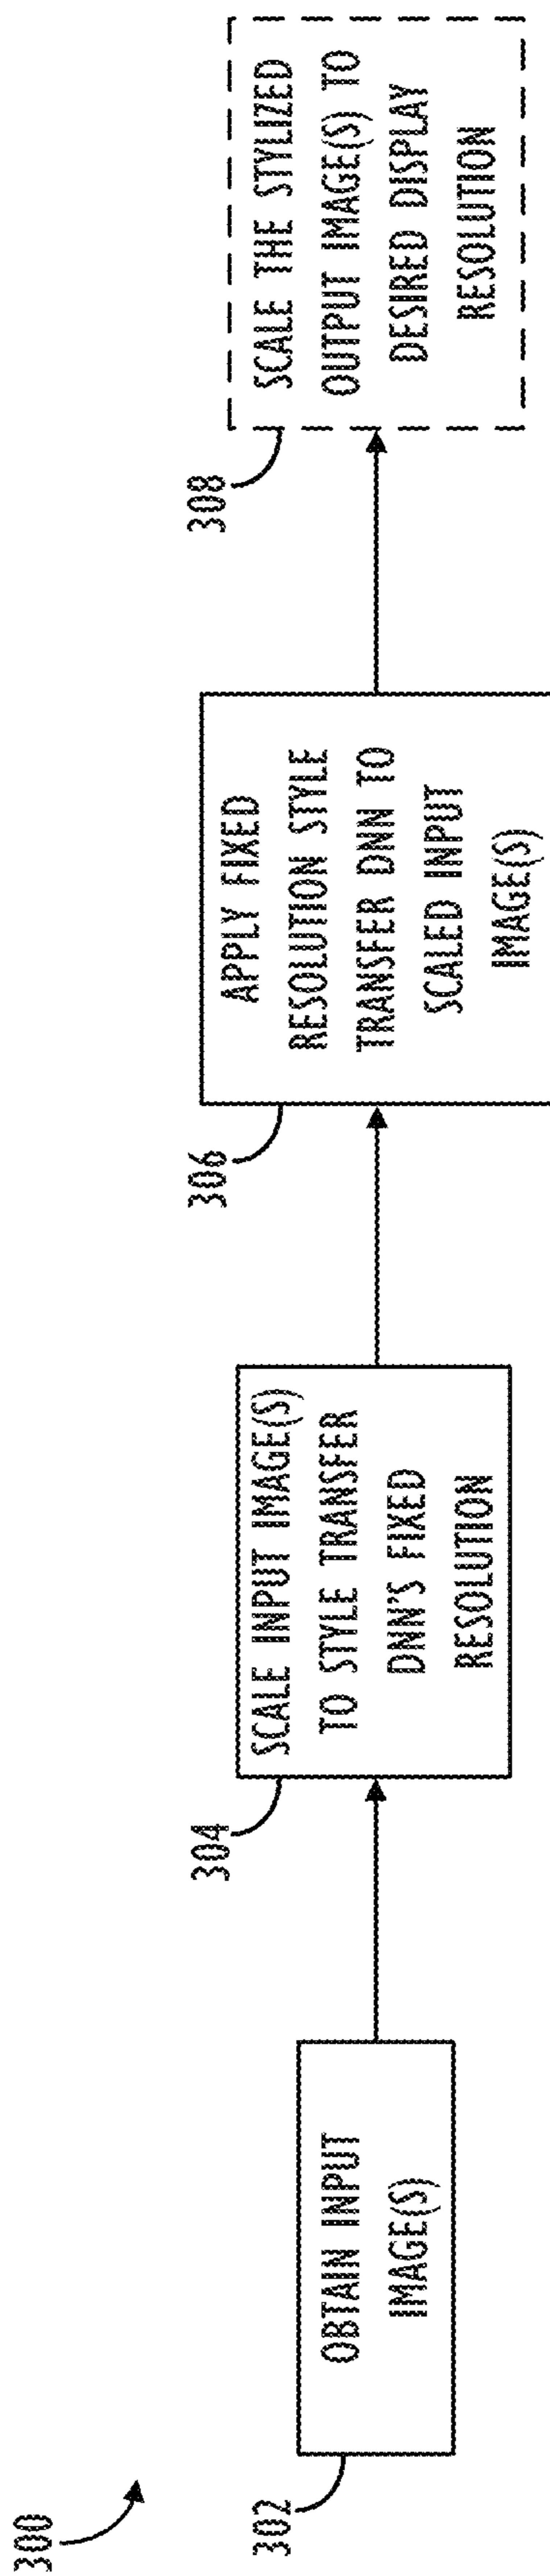 300
302
OBTAIN INPUT
IMAGE(S)
304
SCALE INPUT IMAGE(S)
TO STYLE TRANSFER
DNN'S FIXED
RESOLUTION
306
APPLY FIXED
RESOLUTION STYLE
TRANSFER DNN TO
SCALED INPUT
IMAGE(S)
308
SCALE THE STYLIZED
OUTPUT IMAGE(S) TO
DESIRED DISPLAY
RESOLUTION